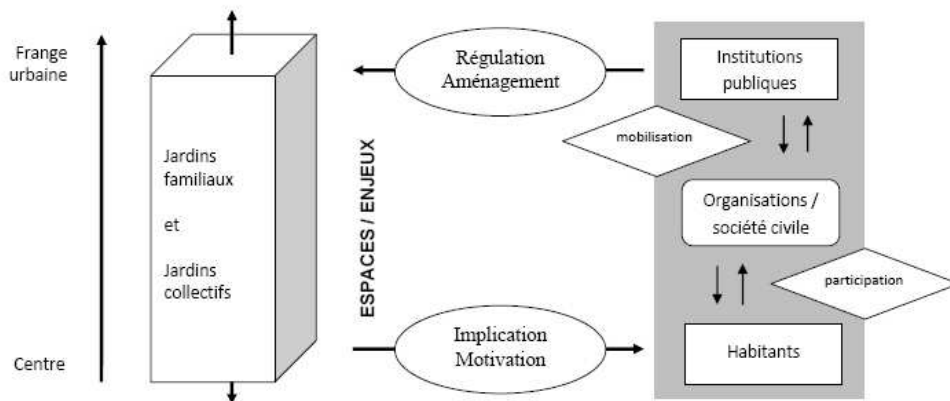 Frange
urbaine
Centre
Jardins
familiaux
et
Jardins
collectifs
ESPACES / ENJEUX
Régulation
Aménagement
Implication
Motivation
Institutions
publiques
mobilisation
Organisations /
société civile
participation
Habitants